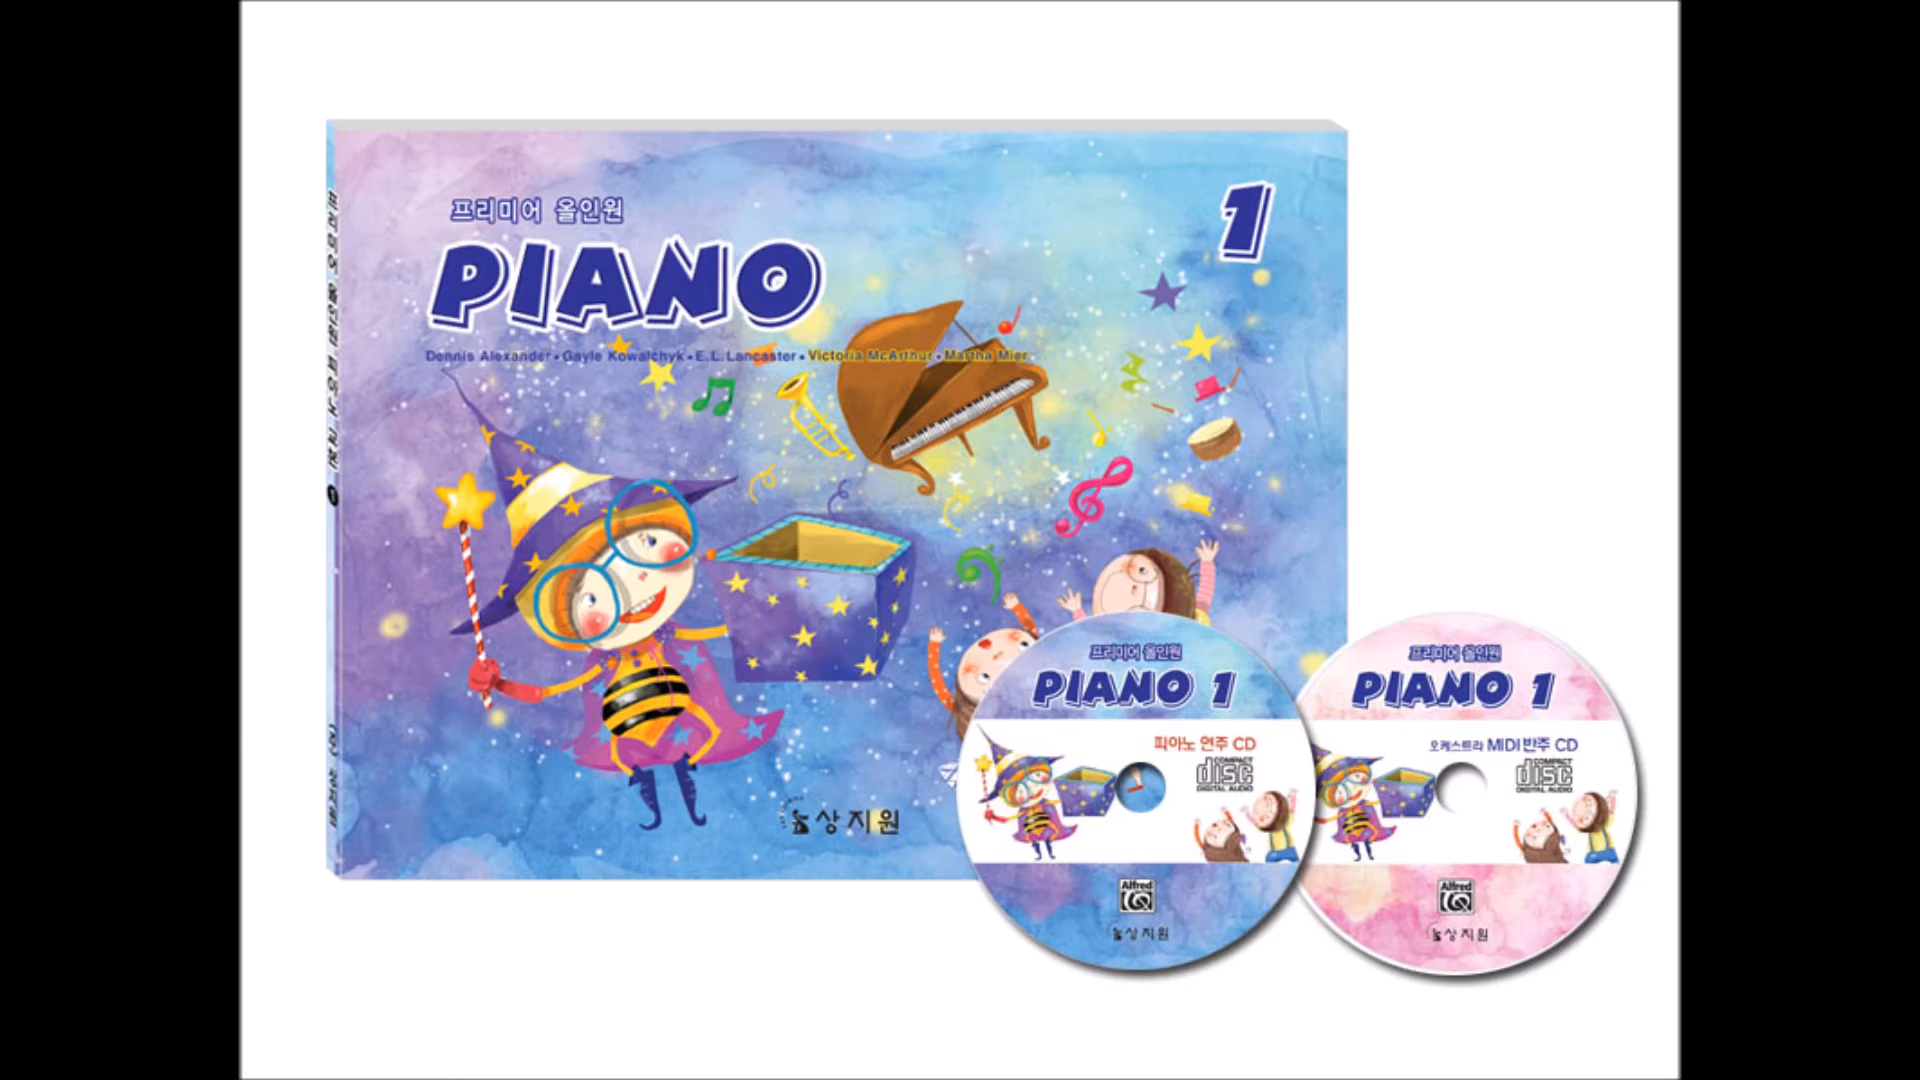 프리미어 올인원
PIANO
1
Dennis Alexander • Gayle Kowalchyk • E. L. Lancaster • Victoria McArthur • Martha Mier
상지원
프리미어 올인원
PIANO 1
피아노 연주 CD
COMPACT
disc
DIGITAL AUDIO
Alfred
상지원
프리미어 올인원
PIANO 1
오케스트라 MIDI 반주 CD
COMPACT
disc
DIGITAL AUDIO
Alfred
상지원